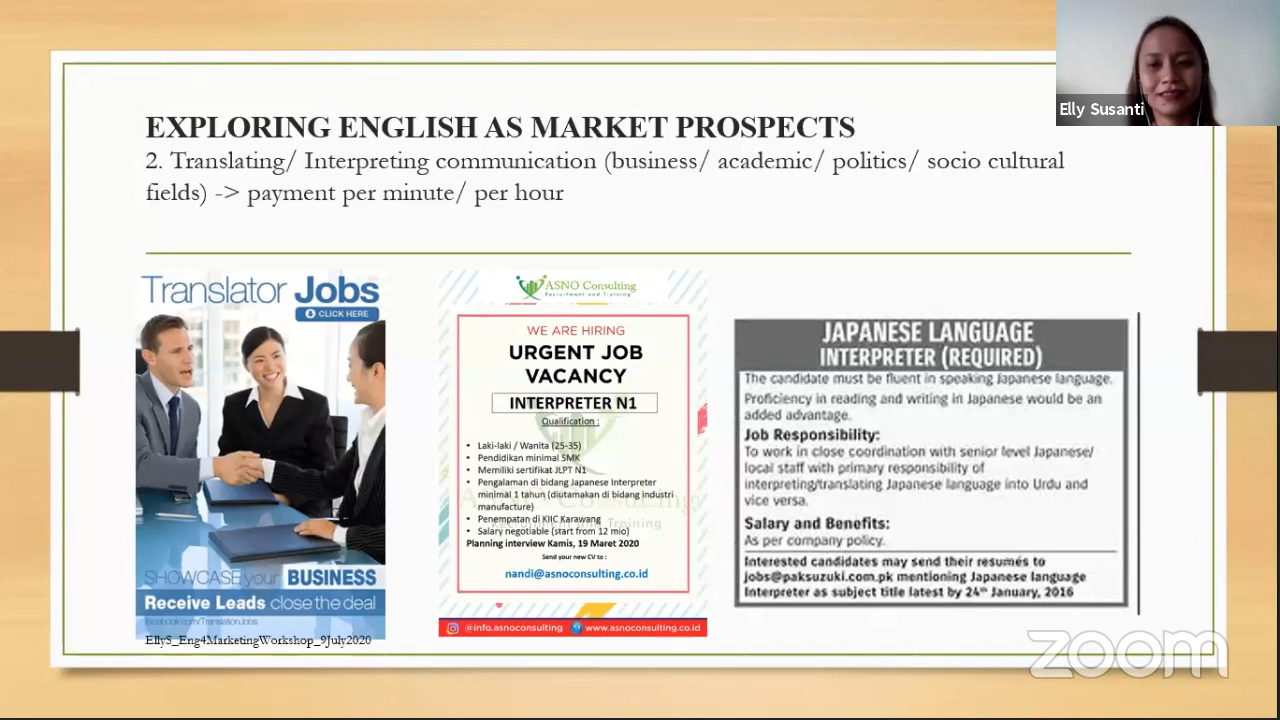 Elly Susanti
EXPLORING ENGLISH AS MARKET PROSPECTS
2. Translating/ Interpreting communication (business/ academic/ politics/ socio cultural
fields) -> payment per minute/ per hour
Translator Jobs
CLICK HERE
SHOWCASE your BUSINESS
Receive Leads close the deal
facebook.com/TranslationJobs
EllyS_Eng4MarketingWorkshop_9July2020
ASNO Consulting
Recruitment and Training
WE ARE HIRING
URGENT JOB
VACANCY
INTERPRETER N1
Qualification :
• Laki-laki / Wanita (25-35)
• Pendidikan minimal SMK
• Memiliki sertifikat JLPT N1
• Pengalaman di bidang Japanese Interpreter
minimal 1 tahun (diutamakan di bidang industri
manufacture)
• Penempatan di KIIC Karawang
• Salary negotiable (start from 12 mio)
Planning interview Kamis, 19 Maret 2020
Send your new CV to :
nandi@asnoconsulting.co.id
@info.asnoconsulting www.asnoconsulting.co.id
JAPANESE LANGUAGE
INTERPRETER (REQUIRED)
The candidate must be fluent in speaking Japanese language.
Proficiency in reading and writing in Japanese would be an
added advantage.
Job Responsibility:
To work in close coordination with senior level Japanese/
local staff with primary responsibility of
interpreting/translating Japanese language into Urdu and
vice versa.
Salary and Benefits:
As per company policy.
Interested candidates may send their resumés to
jobs@paksuzuki.com.pk mentioning Japanese language
Interpreter as subject title latest by 24th January, 2016
zoom